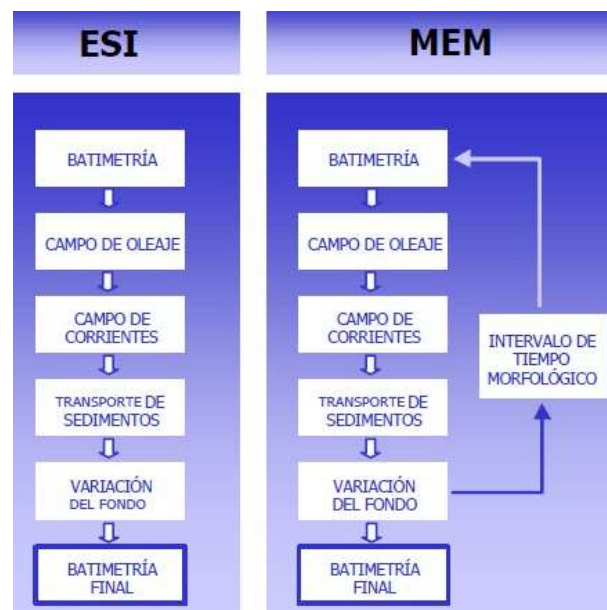 ESI
BATIMETRÍA
CAMPO DE OLEAJE
CAMPO DE
CORRIENTES
TRANSPORTE DE
SEDIMENTOS
VARIACIÓN
DEL FONDO
BATIMETRÍA
FINAL
MEM
BATIMETRÍA
CAMPO DE OLEAJE
CAMPO DE
CORRIENTES
TRANSPORTE DE
SEDIMENTOS
VARIACIÓN
DEL FONDO
BATIMETRÍA
FINAL
INTERVALO DE
TIEMPO
MORFOLÓGICO